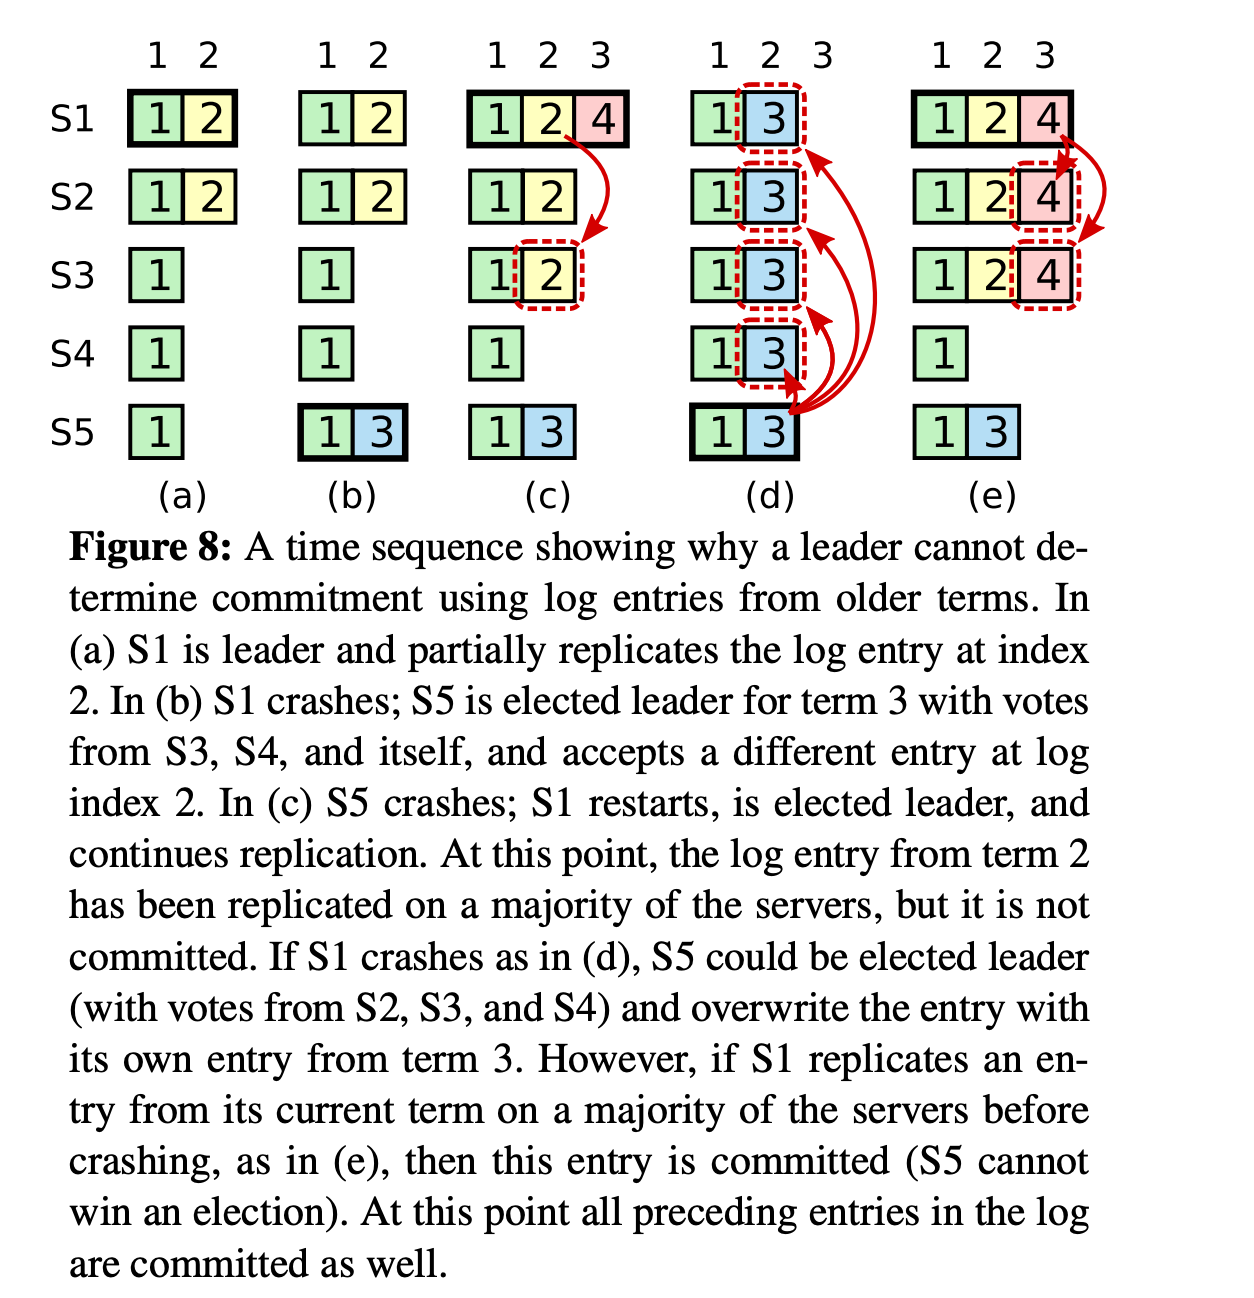 1 2 1 2 1 2 3 1 2 3 1 2 3
S1 1 2 1 2 1 2 4 1 3 1 2 4
S2 1 2 1 2 1 2 1 3 1 2 4
S3 1 1 1 2 1 3 1 2 4
S4 1 1 1 1 3 1
S5 1 1 3 1 3 1 3 1 3
(a) (b) (c) (d) (e)
Figure 8: A time sequence showing why a leader cannot de-
termine commitment using log entries from older terms. In
(a) S1 is leader and partially replicates the log entry at index
2. In (b) S1 crashes; S5 is elected leader for term 3 with votes
from S3, S4, and itself, and accepts a different entry at log
index 2. In (c) S5 crashes; S1 restarts, is elected leader, and
continues replication. At this point, the log entry from term 2
has been replicated on a majority of the servers, but it is not
committed. If S1 crashes as in (d), S5 could be elected leader
(with votes from S2, S3, and S4) and overwrite the entry with
its own entry from term 3. However, if S1 replicates an en-
try from its current term on a majority of the servers before
crashing, as in (e), then this entry is committed (S5 cannot
win an election). At this point all preceding entries in the log
are committed as well.